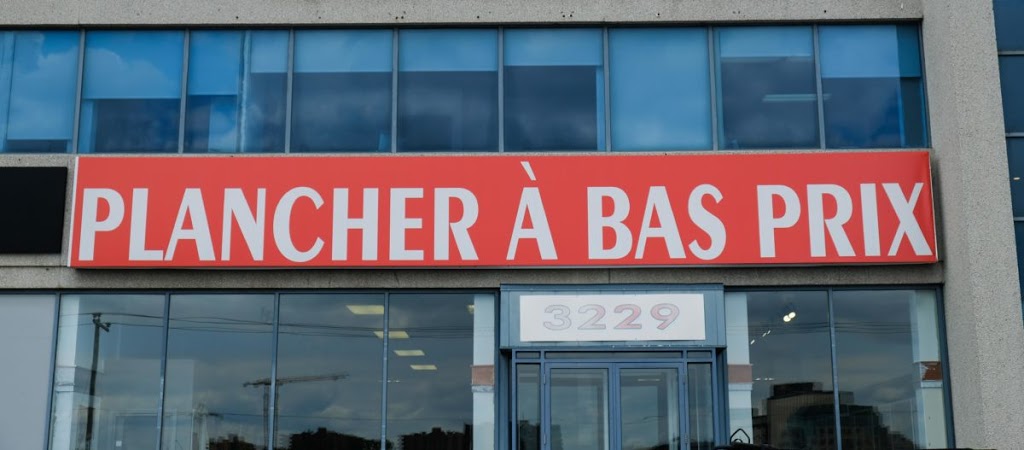 PLANCHER À BAS PRIX
3229